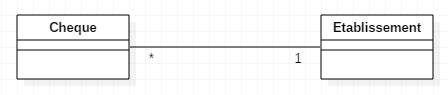 Cheque
Etablissement
* 1